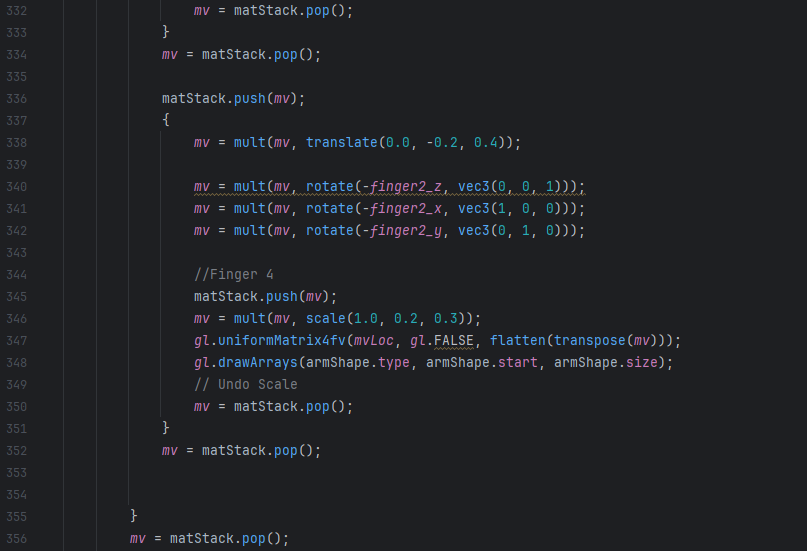 332 mv = matStack.pop();
333 }
334 mv = matStack.pop();
335
336 matStack.push(mv);
337 {
338 mv = mult(mv, translate(0.0, -0.2, 0.4));
339
340 mv = mult(mv, rotate(-finger2_z, vec3(0, 0, 1)));
341 mv = mult(mv, rotate(-finger2_x, vec3(1, 0, 0)));
342 mv = mult(mv, rotate(-finger2_y, vec3(0, 1, 0)));
343
344 //Finger 4
345 matStack.push(mv);
346 mv = mult(mv, scale(1.0, 0.2, 0.3));
347 gl.uniformMatrix4fv(mvLoc, gl.FALSE, flatten(transpose(mv)));
348 gl.drawArrays(armShape.type, armShape.start, armShape.size);
349 // Undo Scale
350 mv = matStack.pop();
351 }
352 mv = matStack.pop();
353
354
355 }
356 mv = matStack.pop();